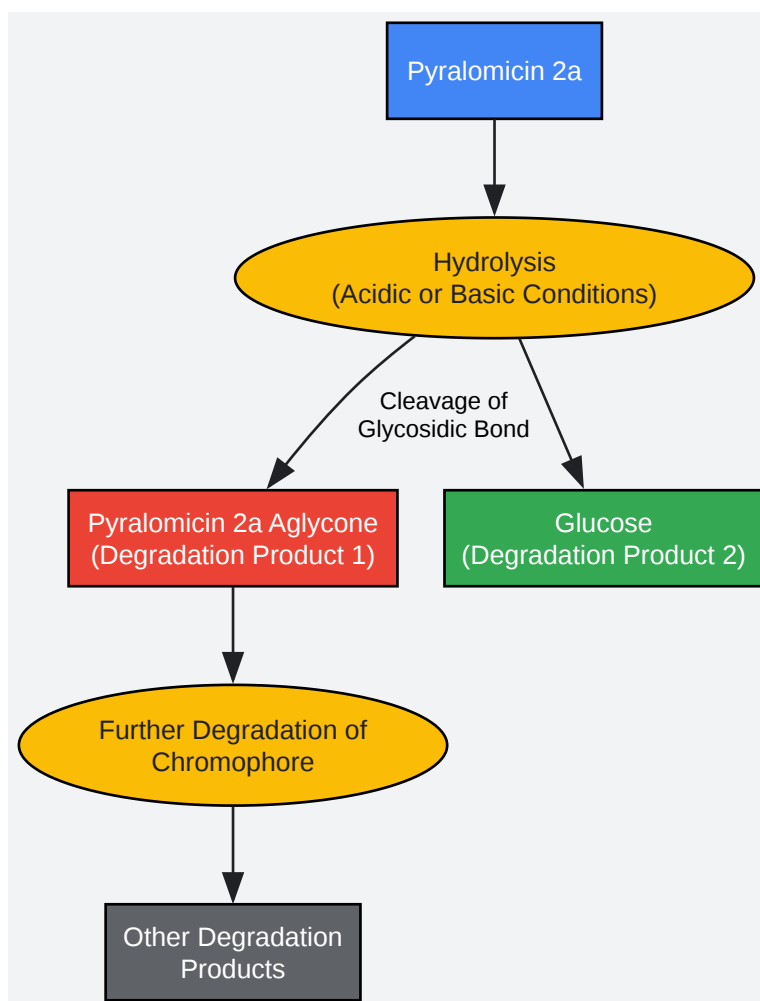 Pyralomicin 2a
Hydrolysis
(Acidic or Basic Conditions)
Cleavage of
Glycosidic Bond
Pyralomicin 2a Aglycone
(Degradation Product 1)
Glucose
(Degradation Product 2)
Further Degradation of
Chromophore
Other Degradation
Products